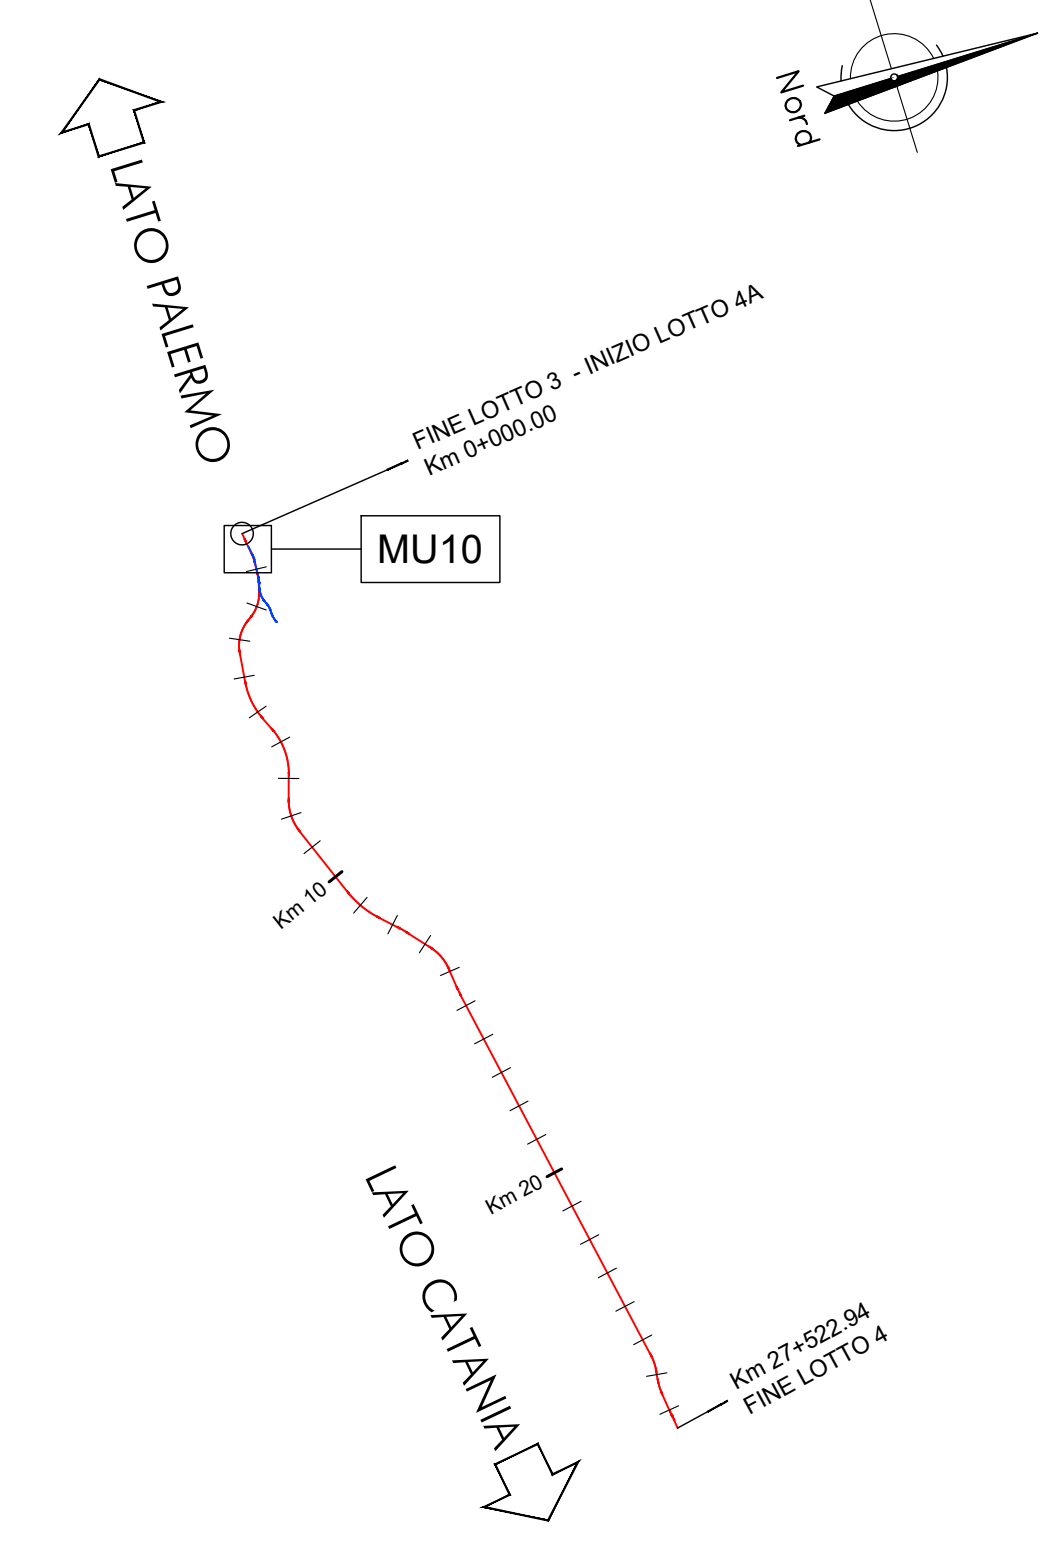 Nord
LATO PALERMO
FINE LOTTO 3 - INIZIO LOTTO 4A
Km 0+000.00
MU10
Km 10
Km 20
LATO CATANIA
Km 27+522.94
FINE LOTTO 4